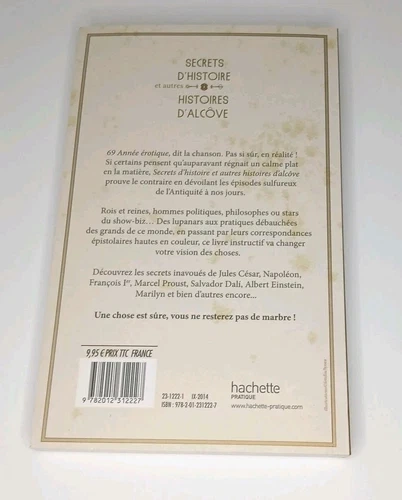 SECRETS
D'HISTOIRE
et autres
HISTOIRES
D'ALCÔVE
69 Année érotique, dit la chanson. Pas si sûr, en réalité !
Si certains pensent qu'auparavant régnait un calme plat
en la matière, Secrets d'histoire et autres histoires d'alcôve
prouve le contraire en dévoilant les épisodes sulfureux
de l'Antiquité à nos jours.
Rois et reines, hommes politiques, philosophes ou stars
du show-biz... Des lupanars aux pratiques débauchées
des grands de ce monde, en passant par leurs correspondances
épistolaires hautes en couleur, ce livre instructif va changer
votre vision des choses.
Découvrez les secrets inavoués de Jules César, Napoléon,
François Ier, Marcel Proust, Salvador Dalí, Albert Einstein,
Marilyn et bien d'autres encore...
Une chose est sûre, vous ne resterez pas de marbre !
9,95 € PRIX TTC FRANCE
9 782012 312227
23-1222-1 IX-2014
ISBN : 978-2-01-231222-7
hachette
PRATIQUE
www.hachette-pratique.com